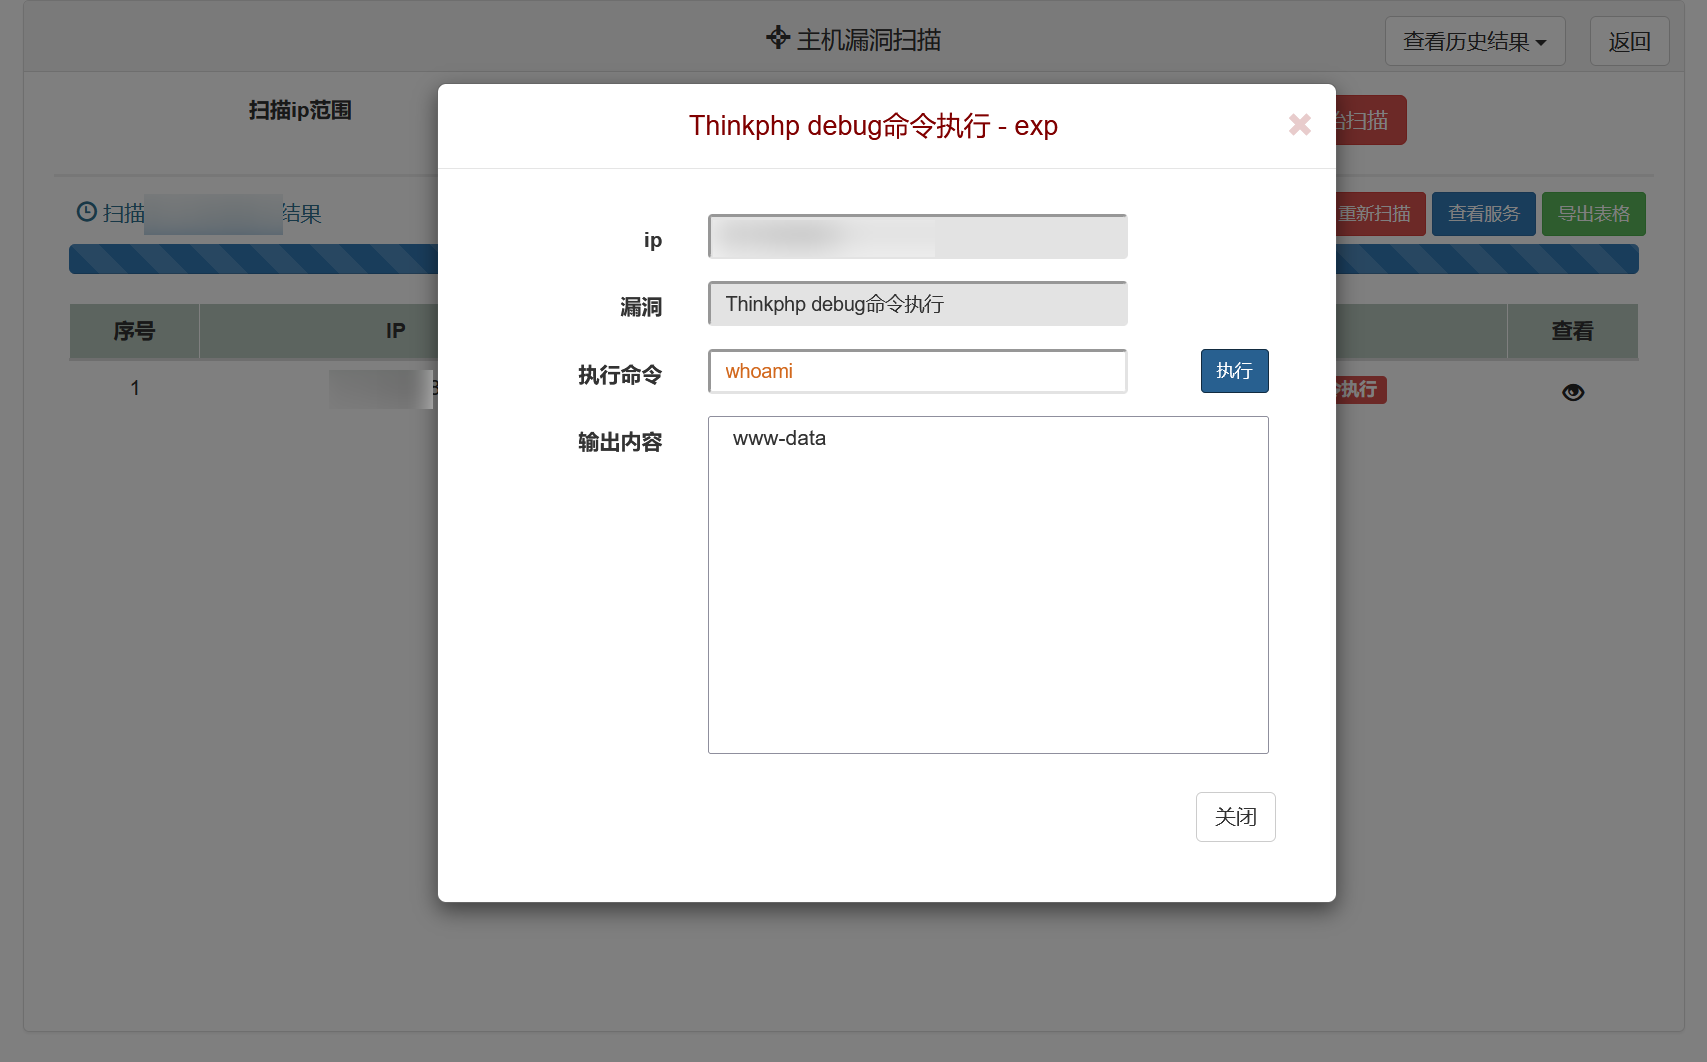 主机漏洞扫描
查看历史结果
返回
扫描ip范围
扫描
扫描
结果
重新扫描
查看服务
导出表格
序号
IP
查看
1
执行
Thinkphp debug命令执行 - exp
ip
漏洞
Thinkphp debug命令执行
执行命令
whoami
执行
输出内容
www-data
关闭